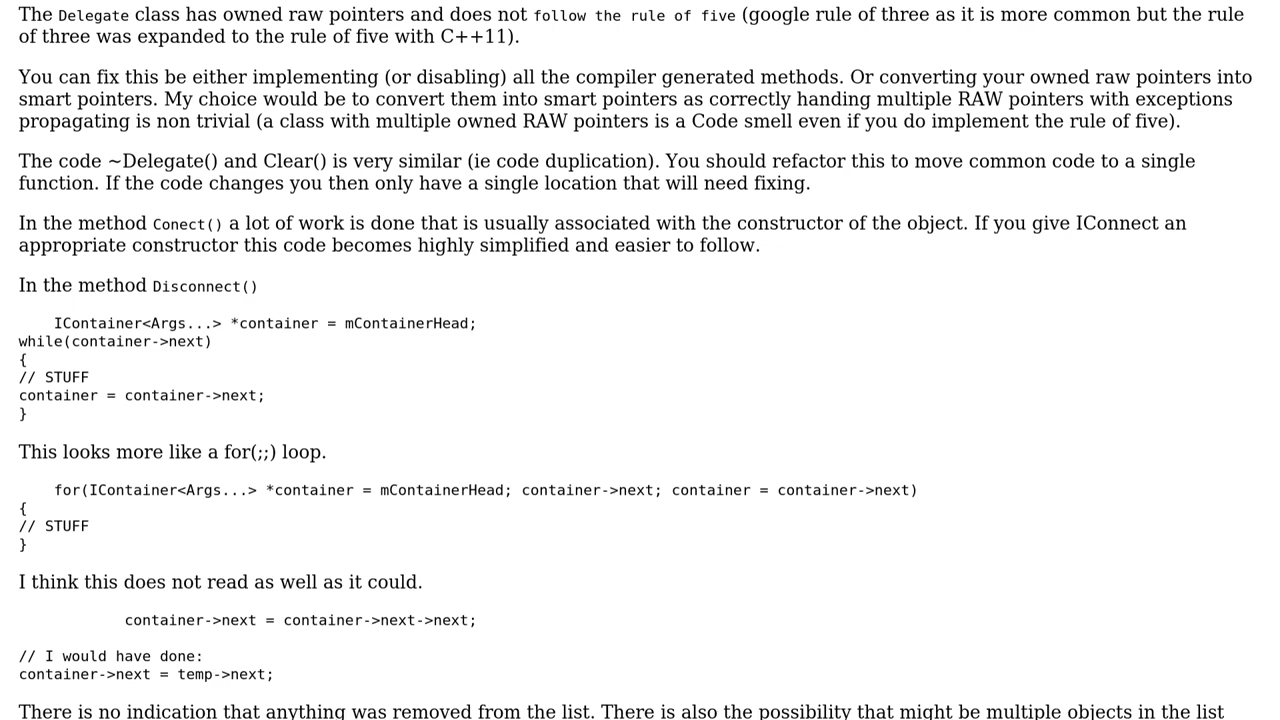 The Delegate class has owned raw pointers and does not follow the rule of five (google rule of three as it is more common but the rule
of three was expanded to the rule of five with C++11).
You can fix this be either implementing (or disabling) all the compiler generated methods. Or converting your owned raw pointers into
smart pointers. My choice would be to convert them into smart pointers as correctly handing multiple RAW pointers with exceptions
propagating is non trivial (a class with multiple owned RAW pointers is a Code smell even if you do implement the rule of five).
The code ~Delegate() and Clear() is very similar (ie code duplication). You should refactor this to move common code to a single
function. If the code changes you then only have a single location that will need fixing.
In the method Conect() a lot of work is done that is usually associated with the constructor of the object. If you give IConnect an
appropriate constructor this code becomes highly simplified and easier to follow.
In the method Disconnect()
IContainer<Args...> *container = mContainerHead;
while(container->next)
{
// STUFF
container = container->next;
}
This looks more like a for(;;) loop.
for(IContainer<Args...> *container = mContainerHead; container->next; container = container->next)
{
// STUFF
}
I think this does not read as well as it could.
container->next = container->next->next;
// I would have done:
container->next = temp->next;
There is no indication that anything was removed from the list. There is also the possibility that might be multiple objects in the list